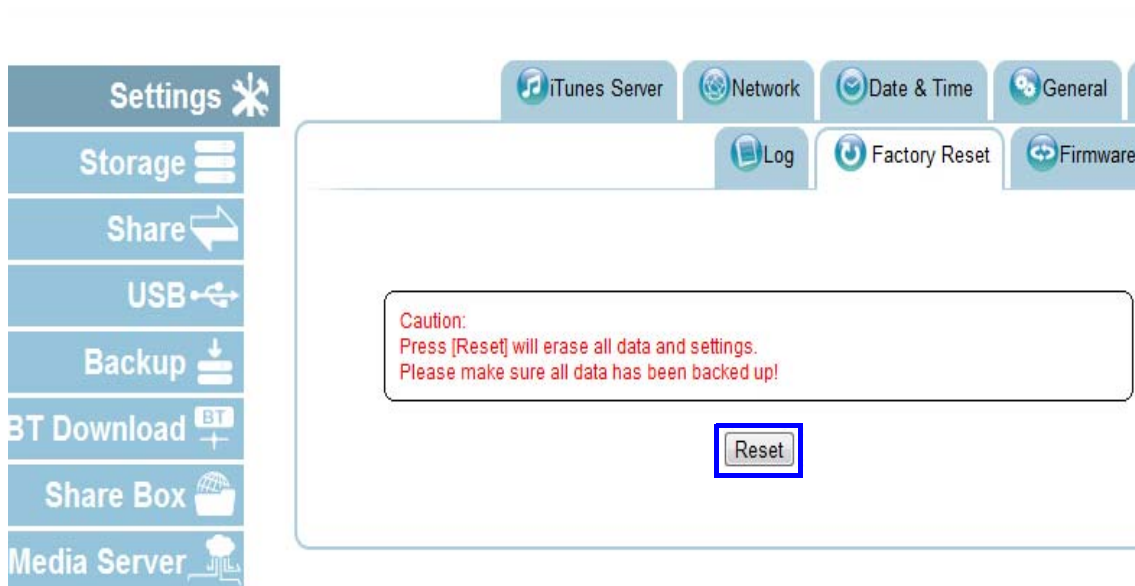 Settings
Storage
Share
USB
Backup
BT Download
BT
Share Box
Media Server
iTunes Server
Network
Date & Time
General
Log
Factory Reset
Firmware
Caution:
Press [Reset] will erase all data and settings.
Please make sure all data has been backed up!
Reset